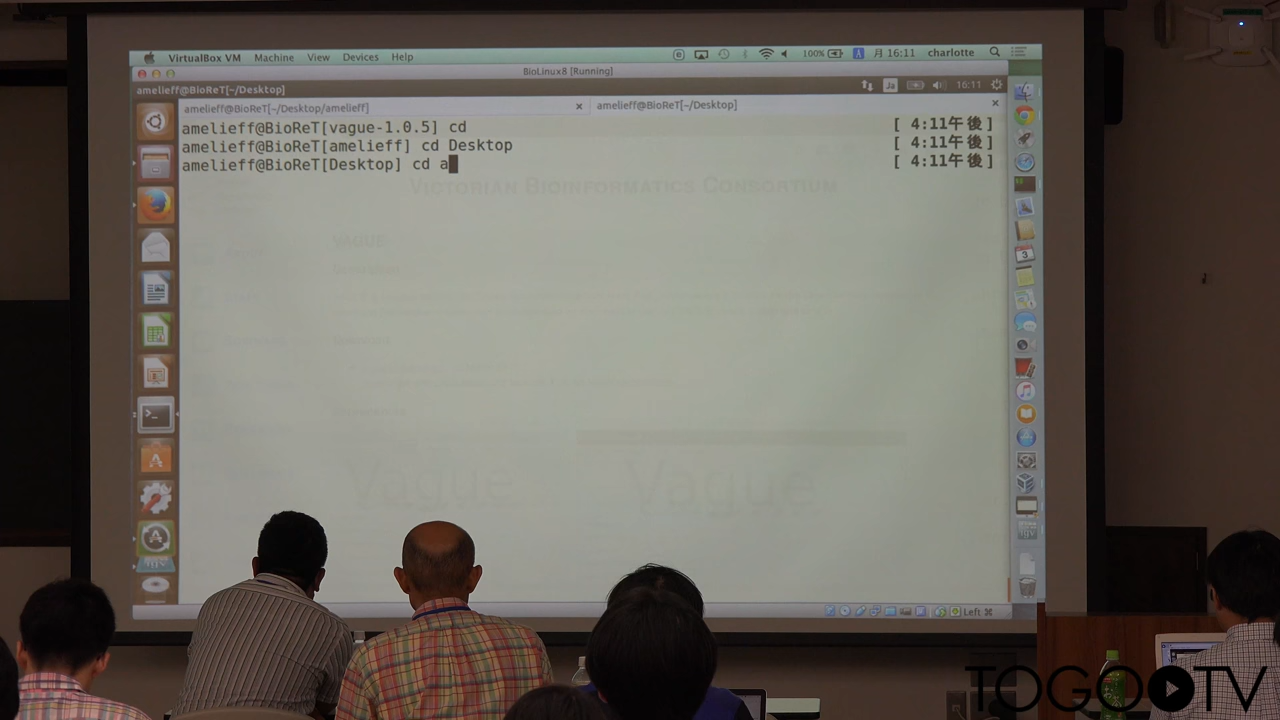 VirtualBox VM Machine View Devices Help 100% A 月 16:11 charlotte
BioLinux8 [Running]
amelieff@BioReT[~/Desktop] Ja 16:11
amelieff@BioReT[~/Desktop/amelieff] × amelieff@BioReT[~/Desktop] ×
amelieff@BioReT[vague-1.0.5] cd [ 4:11午後]
amelieff@BioReT[amelieff] cd Desktop [ 4:11午後]
amelieff@BioReT[Desktop] cd a [ 4:11午後]
VICTORIAN BIOINFORMATICS CONSORTIUM
VAGUE
Vague Vague
Left ⌘
TOGOTV